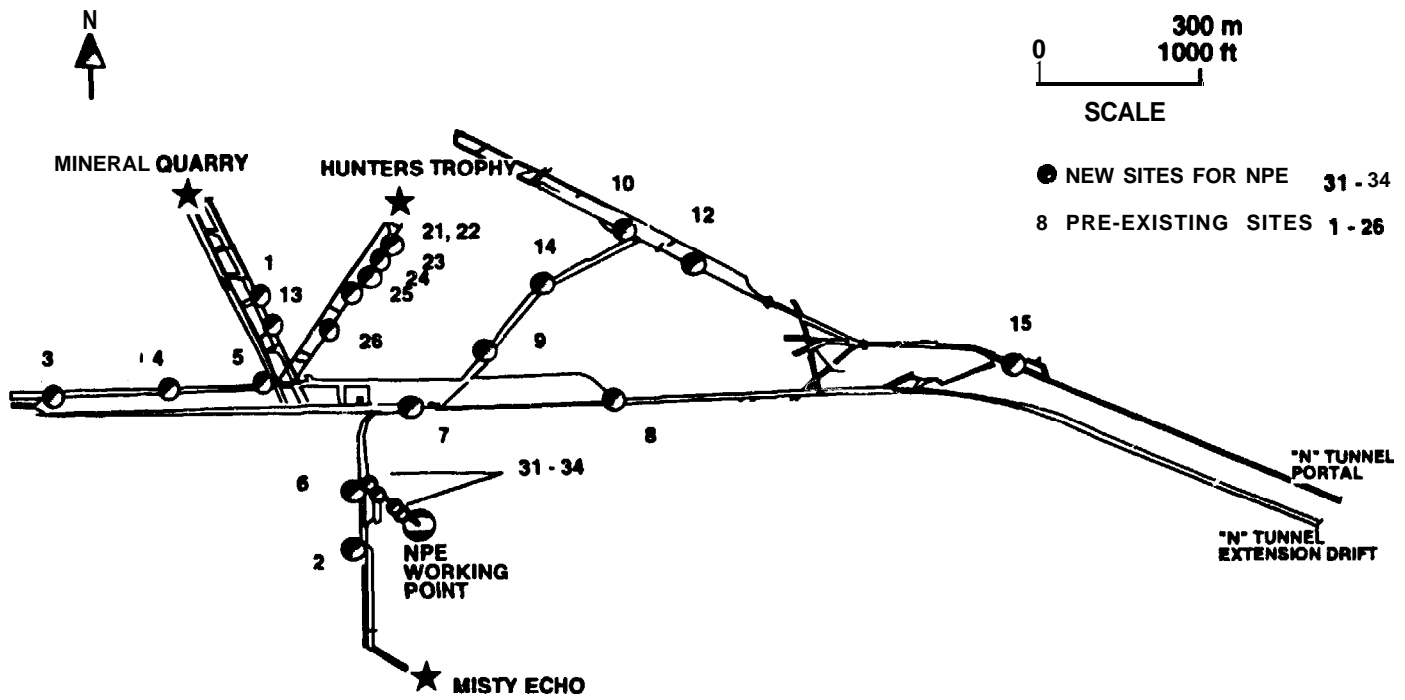 N
300 m
0 1000 ft
SCALE
MINERAL QUARRY
HUNTERS TROPHY
NEW SITES FOR NPE 31 - 34
8 PRE-EXISTING SITES 1 - 26
10
12
21, 22
23
24
25
26
14
1
13
9
15
3
4
5
7
8
31 - 34
6
2
NPE
WORKING
POINT
"N" TUNNEL
PORTAL
"N" TUNNEL
EXTENSION DRIFT
MISTY ECHO